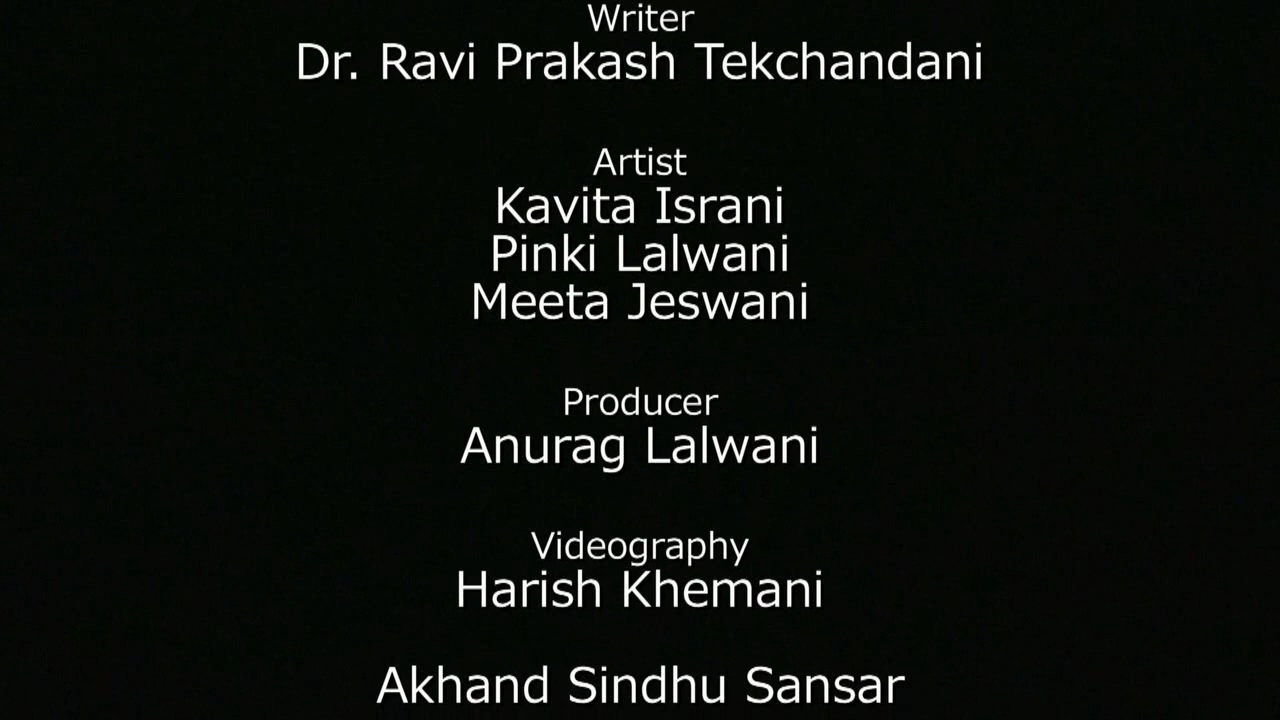 Writer
Dr. Ravi Prakash Tekchandani
Artist
Kavita Israni
Pinki Lalwani
Meeta Jeswani
Producer
Anurag Lalwani
Videography
Harish Khemani
Akhand Sindhu Sansar